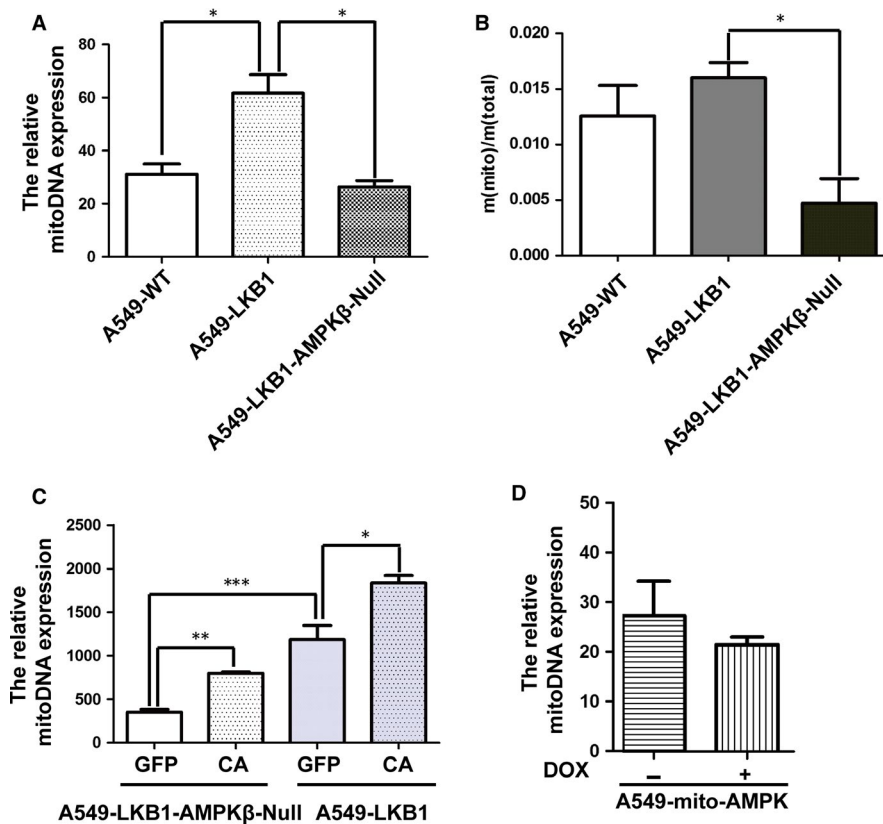 A
The relative
mitoDNA expression
80
60
40
20
0
*
*
A549-WT
A549-LKB1
A549-LKB1-AMPKβ-Null
B
m(mito)/m(total)
0.020
0.015
0.010
0.005
0.000
*
A549-WT
A549-LKB1
A549-LKB1-AMPKβ-Null
C
The relative
mitoDNA expression
2500
2000
1500
1000
500
0
***
**
*
GFP CA GFP CA
A549-LKB1-AMPKβ-Null A549-LKB1
D
The relative
mitoDNA expression
50
40
30
20
10
0
DOX – +
A549-mito-AMPK